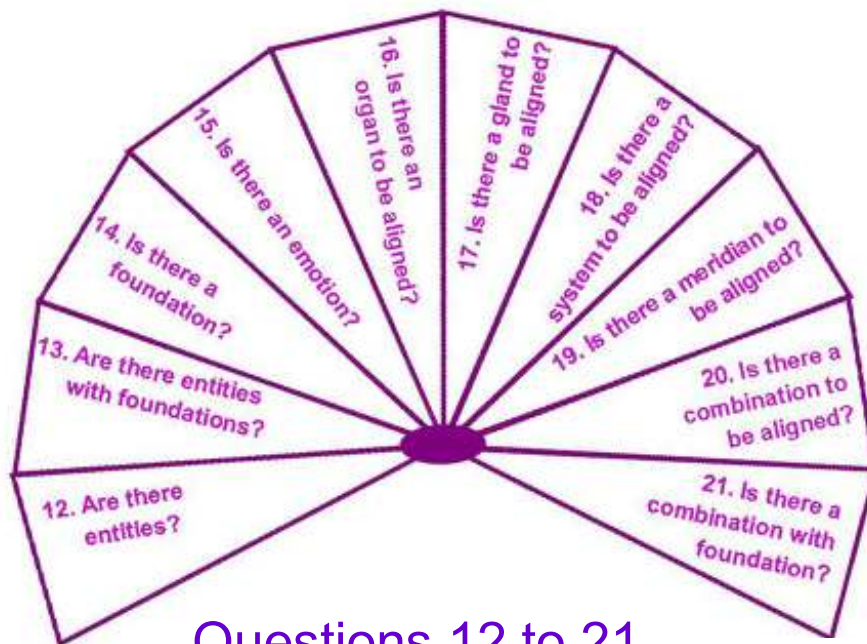 12. Are there
entities?
13. Are there entities
with foundations?
14. Is there a
foundation?
15. Is there an emotion?
16. Is there an
organ to be aligned?
17. Is there a gland to
be aligned?
18. Is there a
system to be aligned?
19. Is there a meridian to
be aligned?
20. Is there a
combination to
be aligned?
21. Is there a
combination with
foundation?
Questions 12 to 21